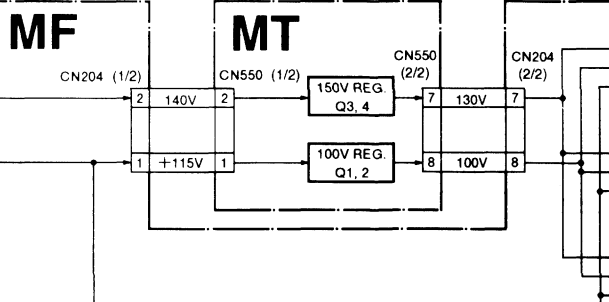 MF
MT
CN204 (1/2)
CN550 (1/2)
CN550
(2/2)
CN204
(2/2)
2 140V 2
150V REG.
Q3, 4
7 130V 7
1 +115V 1
100V REG.
Q1, 2
8 100V 8